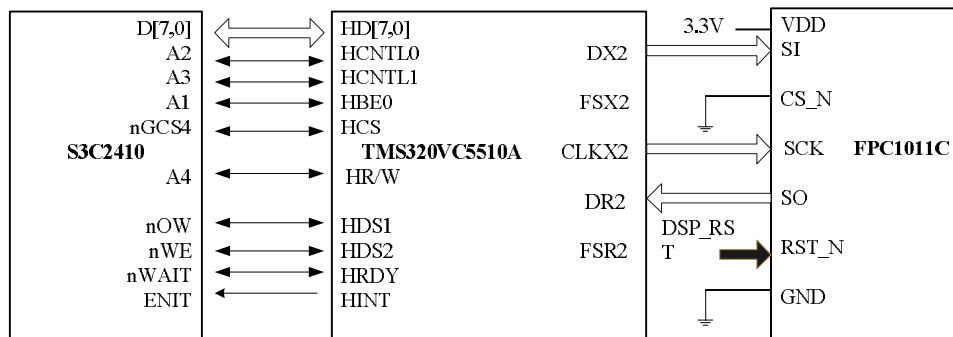 D[7,0] HD[7,0] 3.3V VDD
A2 HCNTL0 DX2 SI
A3 HCNTL1
A1 HBE0 FSX2 CS_N
nGCS4 HCS
S3C2410 TMS320VC5510A CLKX2 SCK FPC1011C
A4 HR/W
DR2 SO
nOW HDS1 DSP_RS
nWE HDS2 FSR2 T RST_N
nWAIT HRDY
ENIT HINT GND